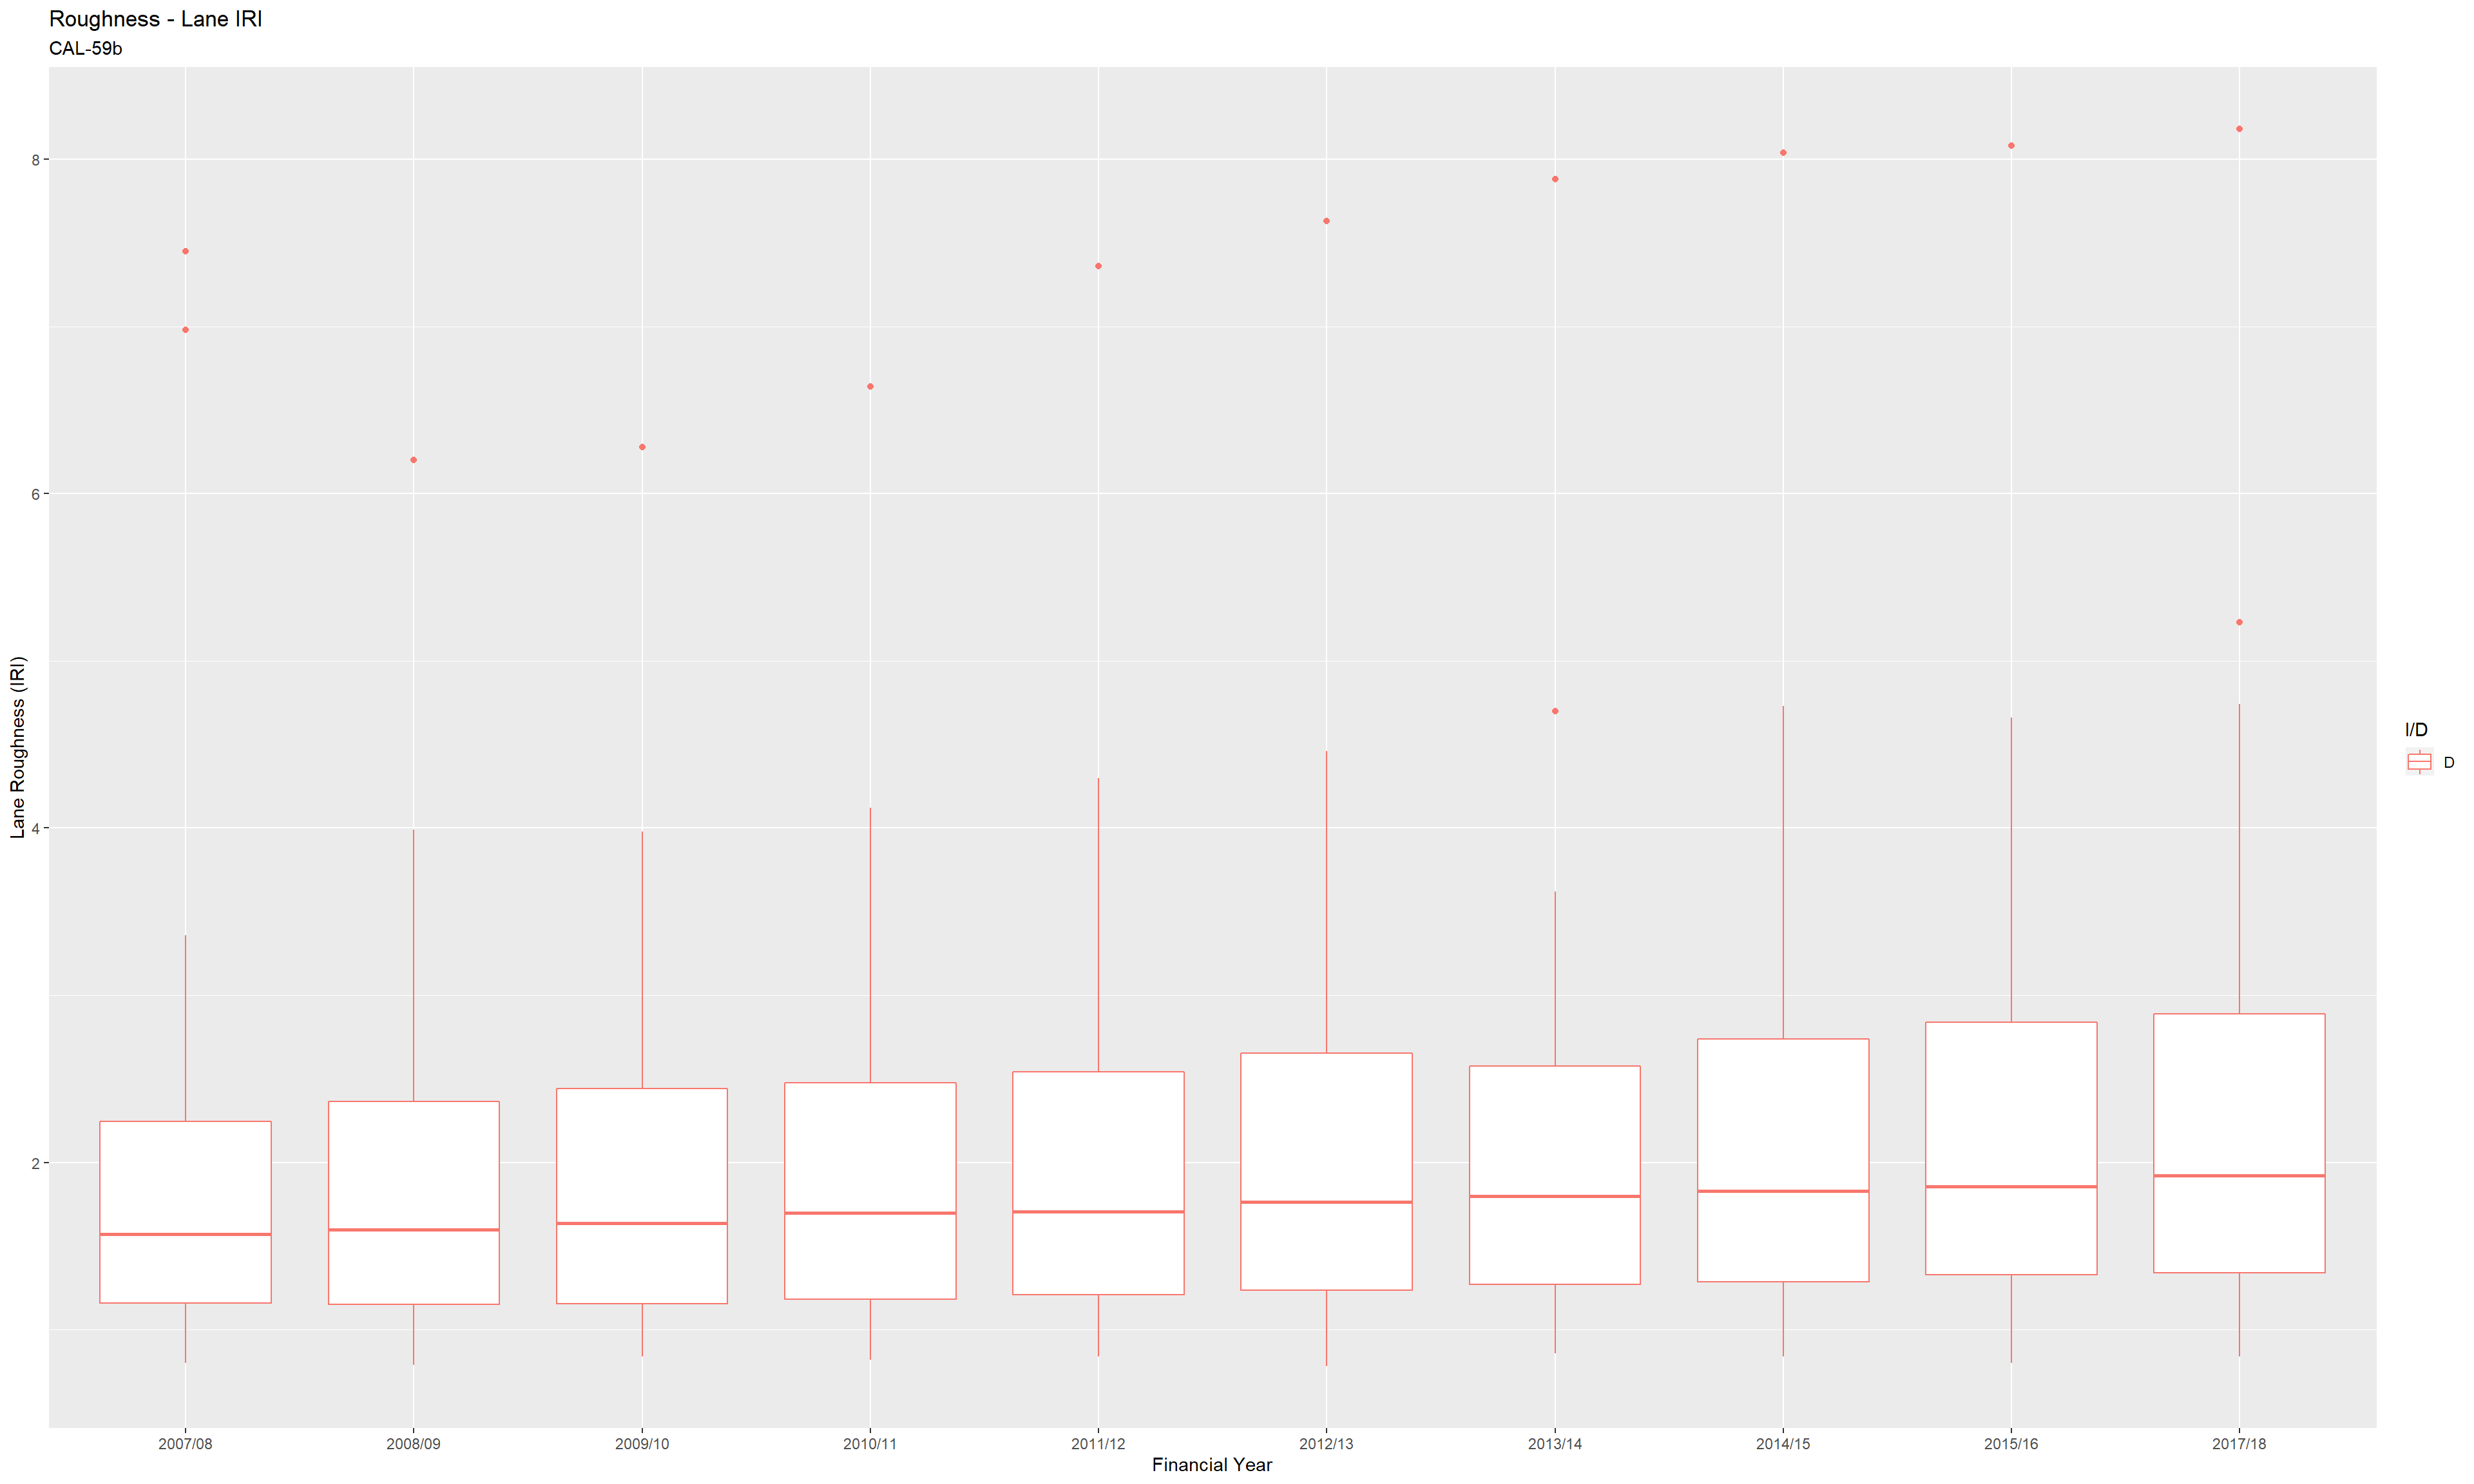 Roughness - Lane IRI
CAL-59b
Lane Roughness (IRI)
8
6
4
2
2007/08 2008/09 2009/10 2010/11 2011/12 2012/13 2013/14 2014/15 2015/16 2017/18
Financial Year
I/D
D